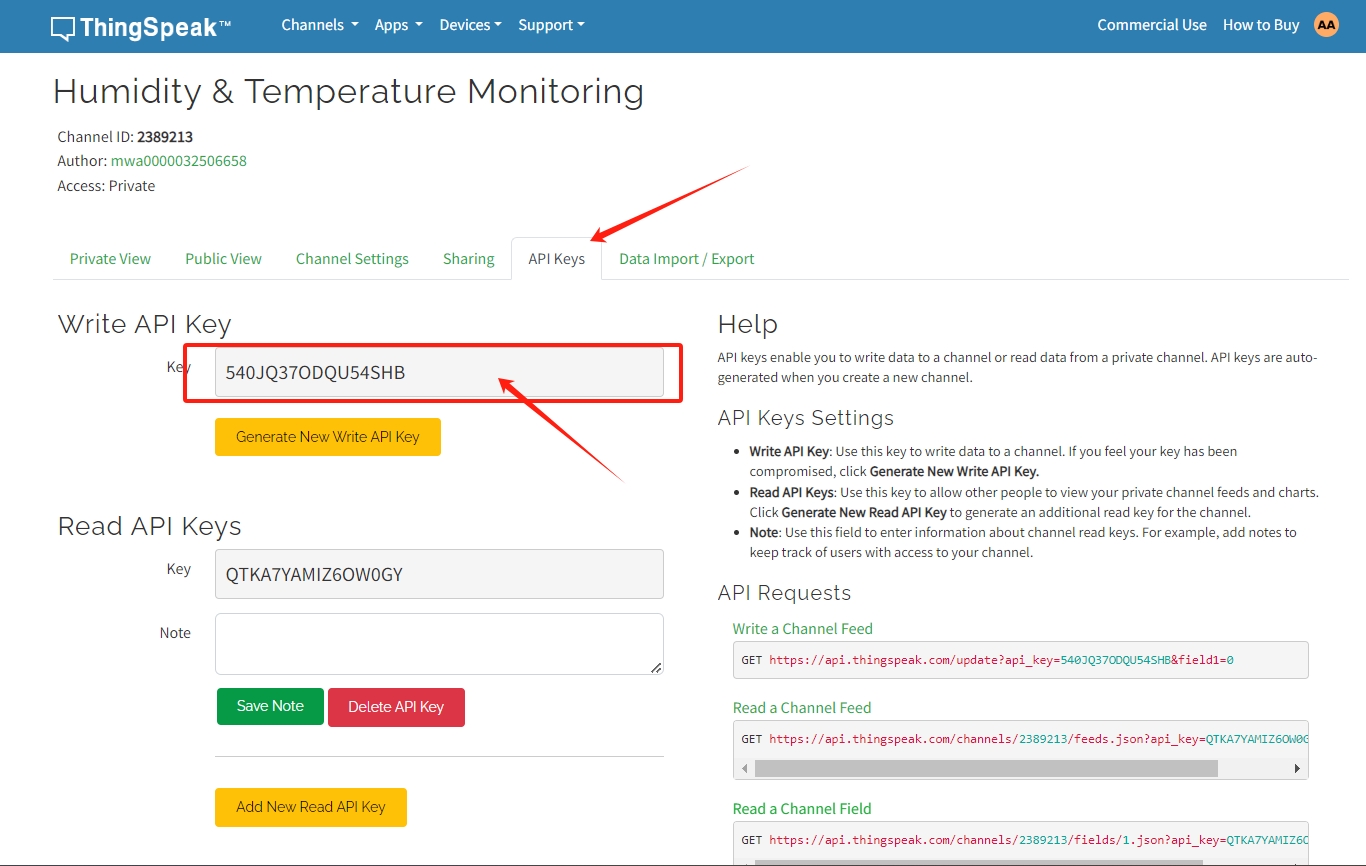 ThingSpeak™
Channels Apps Devices Support Commercial Use How to Buy AA
Humidity & Temperature Monitoring
Channel ID: 2389213
Author: mwa0000032506658
Access: Private
Private View Public View Channel Settings Sharing API Keys Data Import / Export
Write API Key
Key 540JQ37ODQU54SHB
Generate New Write API Key
Read API Keys
Key QTKA7YAMIZ6OW0GY
Note
Save Note Delete API Key
Add New Read API Key
Help
API keys enable you to write data to a channel or read data from a private channel. API keys are auto-
generated when you create a new channel.
API Keys Settings
• Write API Key: Use this key to write data to a channel. If you feel your key has been
compromised, click Generate New Write API Key.
• Read API Keys: Use this key to allow other people to view your private channel feeds and charts.
Click Generate New Read API Key to generate an additional read key for the channel.
• Note: Use this field to enter information about channel read keys. For example, add notes to
keep track of users with access to your channel.
API Requests
Write a Channel Feed
GET https://api.thingspeak.com/update?api_key=540JQ37ODQU54SHB&field1=0
Read a Channel Feed
GET https://api.thingspeak.com/channels/2389213/feeds.json?api_key=QTKA7YAMIZ6OW0G
Read a Channel Field
GET https://api.thingspeak.com/channels/2389213/fields/1.json?api_key=QTKA7YAMIZ6O